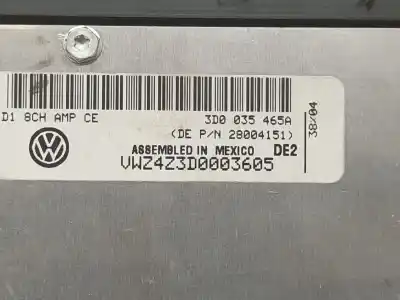 D1 8CH AMP CE 3D0 035 465A
(DE P/N 28004151)
38/04
ASSEMBLED IN MEXICO DE2
VWZ4Z3D0003605